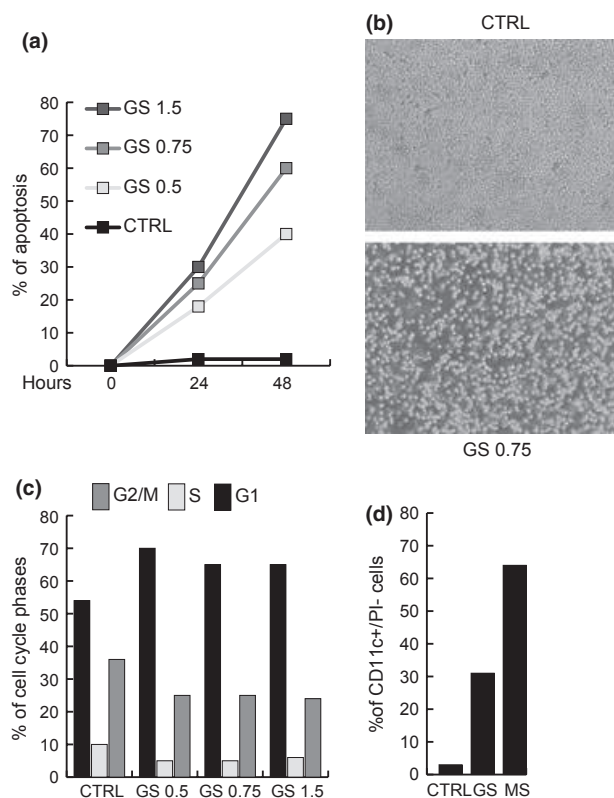 (a)
GS 1.5
GS 0.75
GS 0.5
CTRL
% of apoptosis
80
70
60
50
40
30
20
10
0
Hours 0 24 48
(b)
CTRL
GS 0.75
(c)
G2/M S G1
% of cell cycle phases
80
70
60
50
40
30
20
10
0
CTRL GS 0.5 GS 0.75 GS 1.5
(d)
%of CD11c+/PI- cells
80
70
60
50
40
30
20
10
0
CTRL GS MS